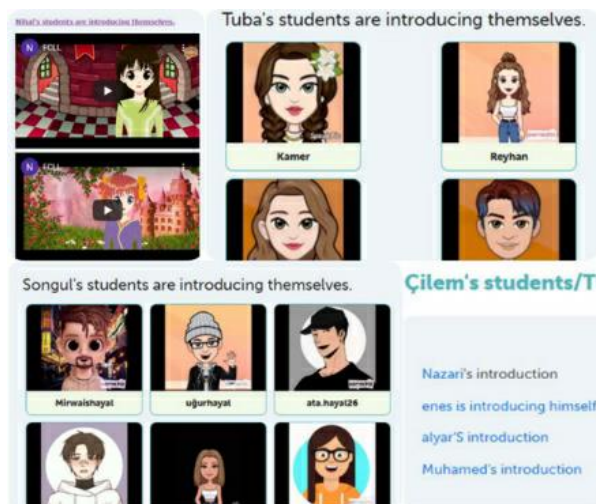 Nihal's students are introducing themselves.
N FCLL
N FCLL
Tuba's students are introducing themselves.
Kamer
Reyhan
Songul's students are introducing themselves.
Mirwaishayal
uğurhayal
ata.hayal26
Çilem's students/T
Nazari's introduction
enes is introducing himself
alyar'S introduction
Muhamed's introduction